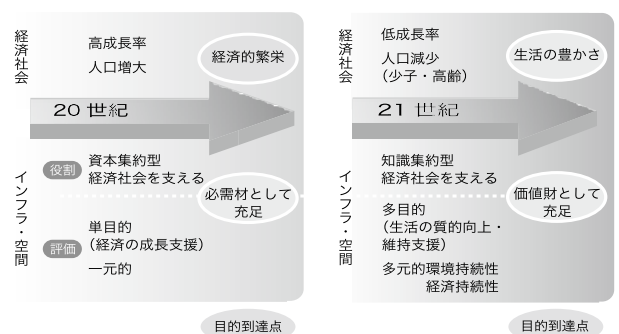 経済社会
高成長率
人口増大
経済的繁栄
20世紀
インフラ・空間
役割
資本集約型
経済社会を支える
必需材として
充足
評価
単目的
（経済の成長支援）
一元的
目的到達点
経済社会
低成長率
人口減少
（少子・高齢）
生活の豊かさ
21世紀
インフラ・空間
知識集約型
経済社会を支える
価値財として
充足
多目的
（生活の質的向上・
維持支援）
多元的環境持続性
経済持続性
目的到達点